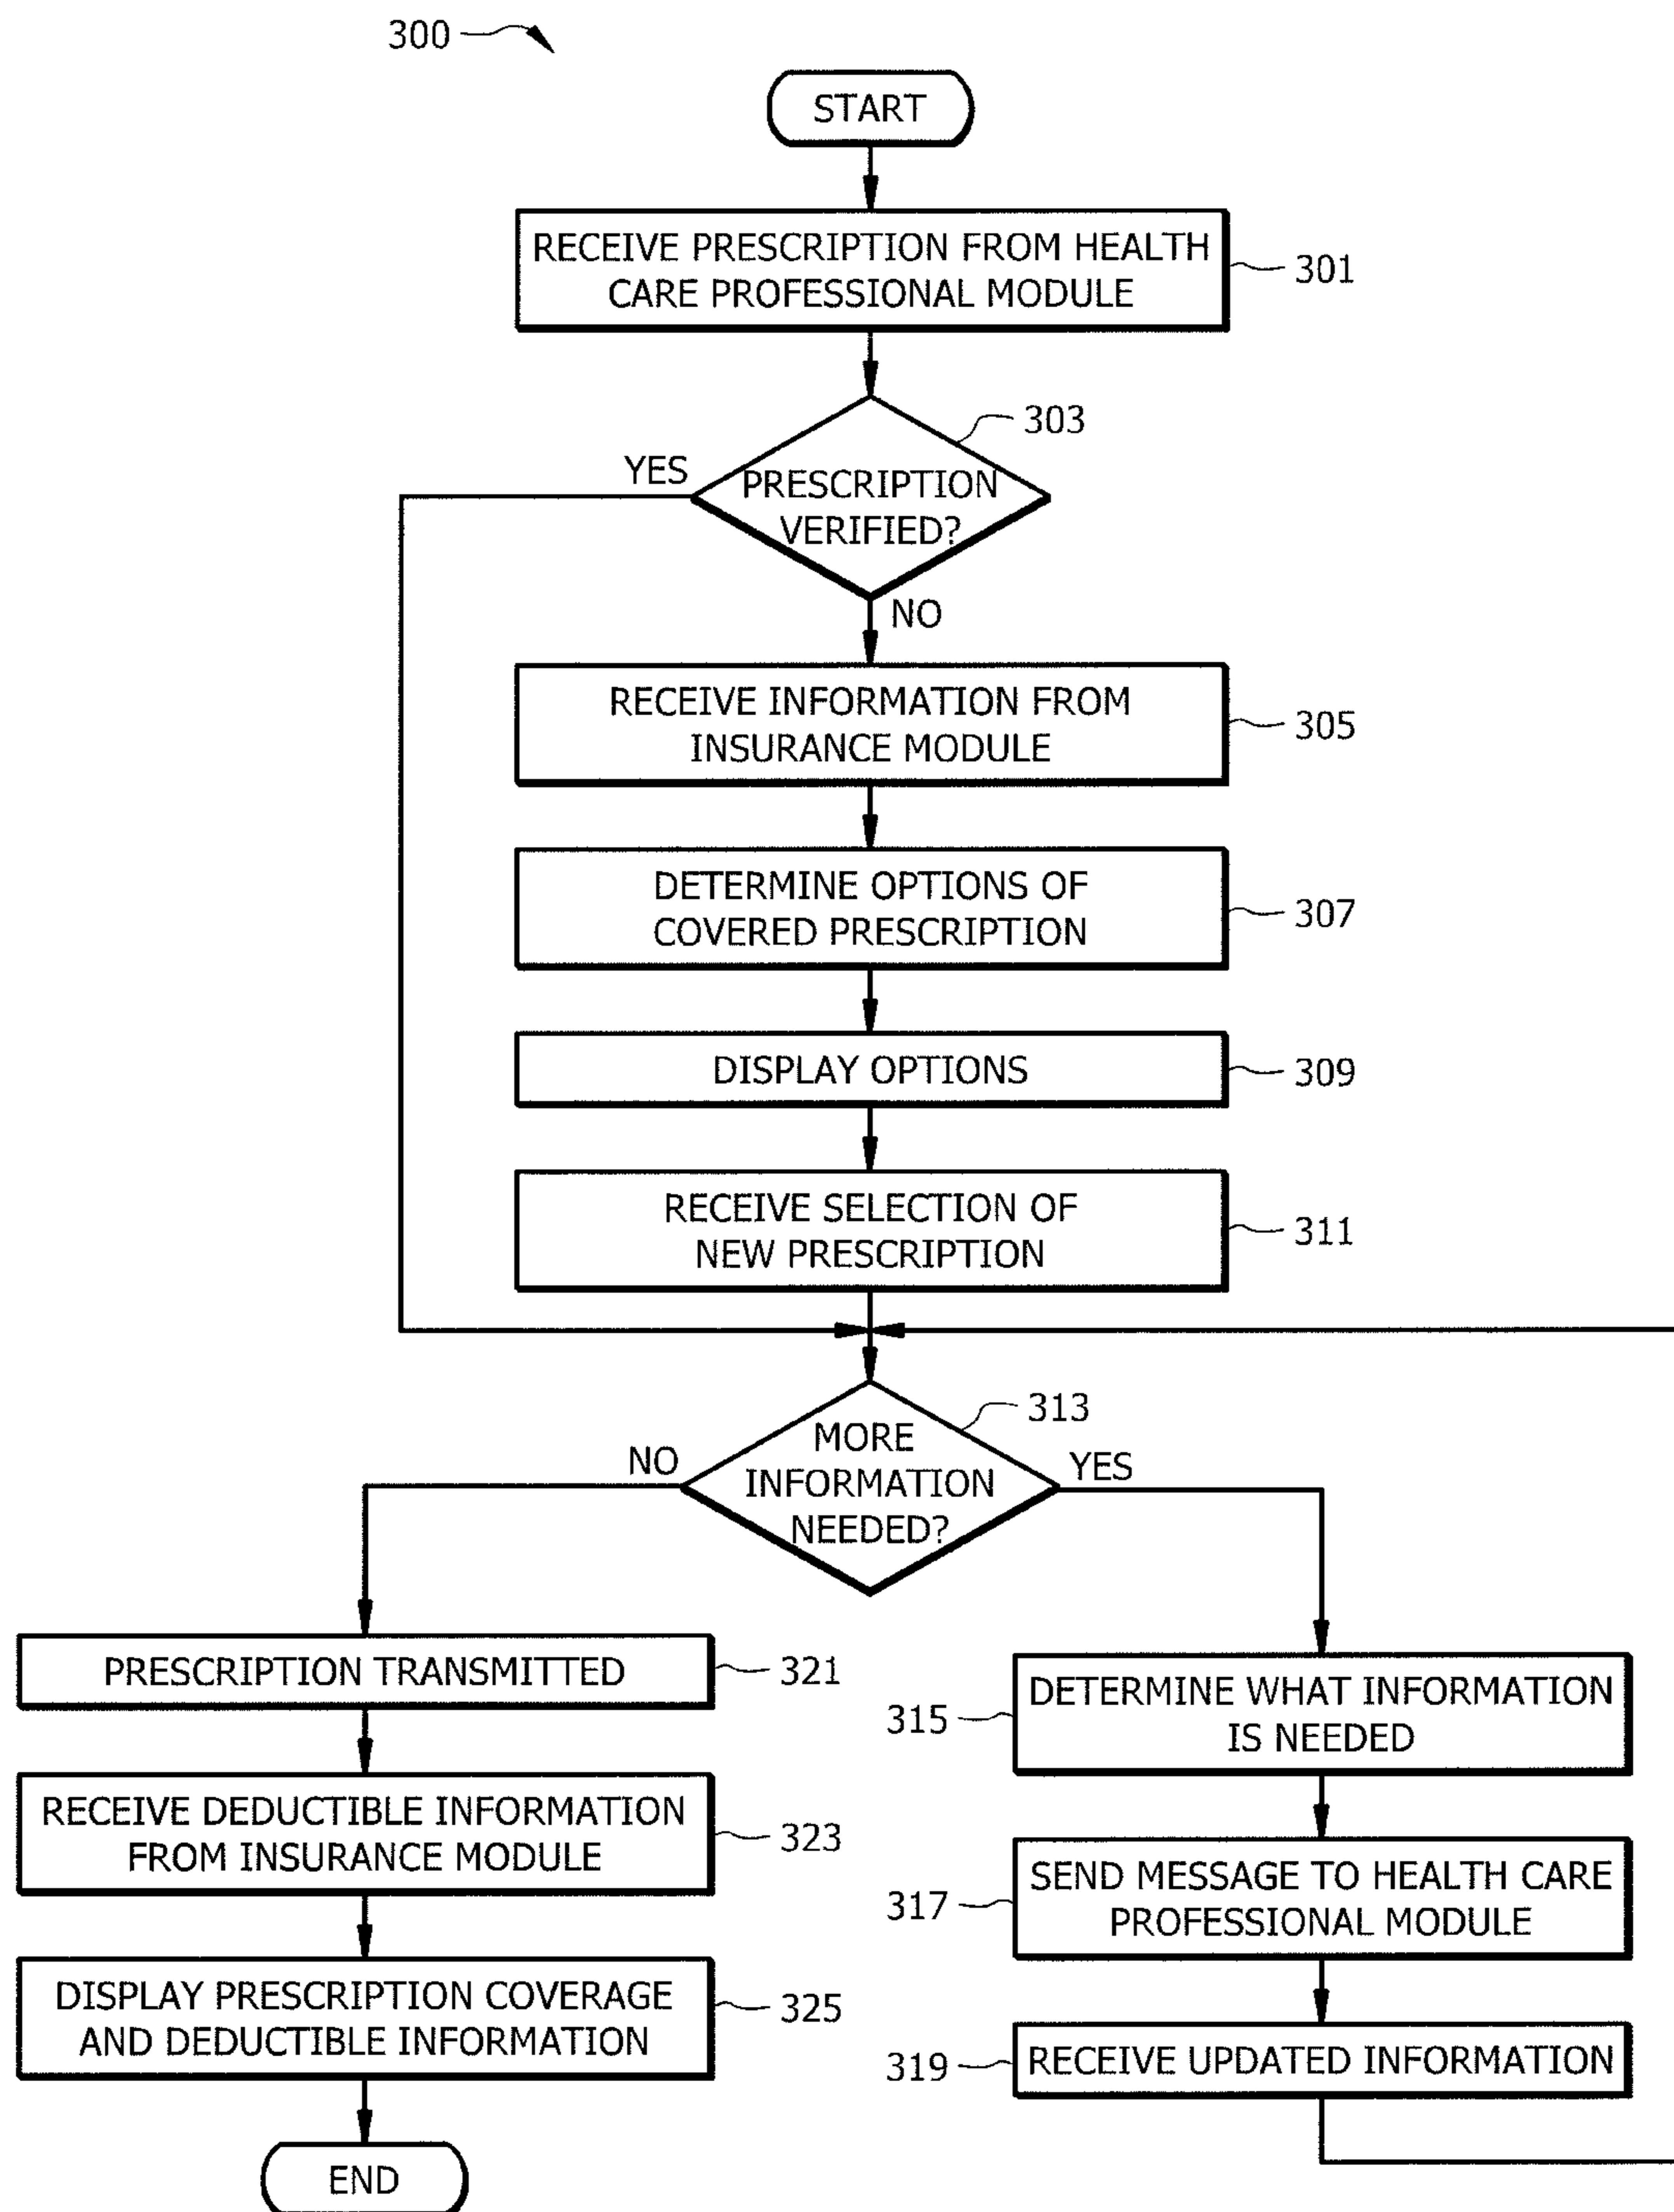 300
START
RECEIVE PRESCRIPTION FROM HEALTH
CARE PROFESSIONAL MODULE
301
303
YES
PRESCRIPTION
VERIFIED?
NO
RECEIVE INFORMATION FROM
INSURANCE MODULE
305
DETERMINE OPTIONS OF
COVERED PRESCRIPTION
307
DISPLAY OPTIONS
309
RECEIVE SELECTION OF
NEW PRESCRIPTION
311
313
NO
MORE
INFORMATION
NEEDED?
YES
PRESCRIPTION TRANSMITTED
321
RECEIVE DEDUCTIBLE INFORMATION
FROM INSURANCE MODULE
323
DISPLAY PRESCRIPTION COVERAGE
AND DEDUCTIBLE INFORMATION
325
END
315
DETERMINE WHAT INFORMATION
IS NEEDED
317
SEND MESSAGE TO HEALTH CARE
PROFESSIONAL MODULE
319
RECEIVE UPDATED INFORMATION